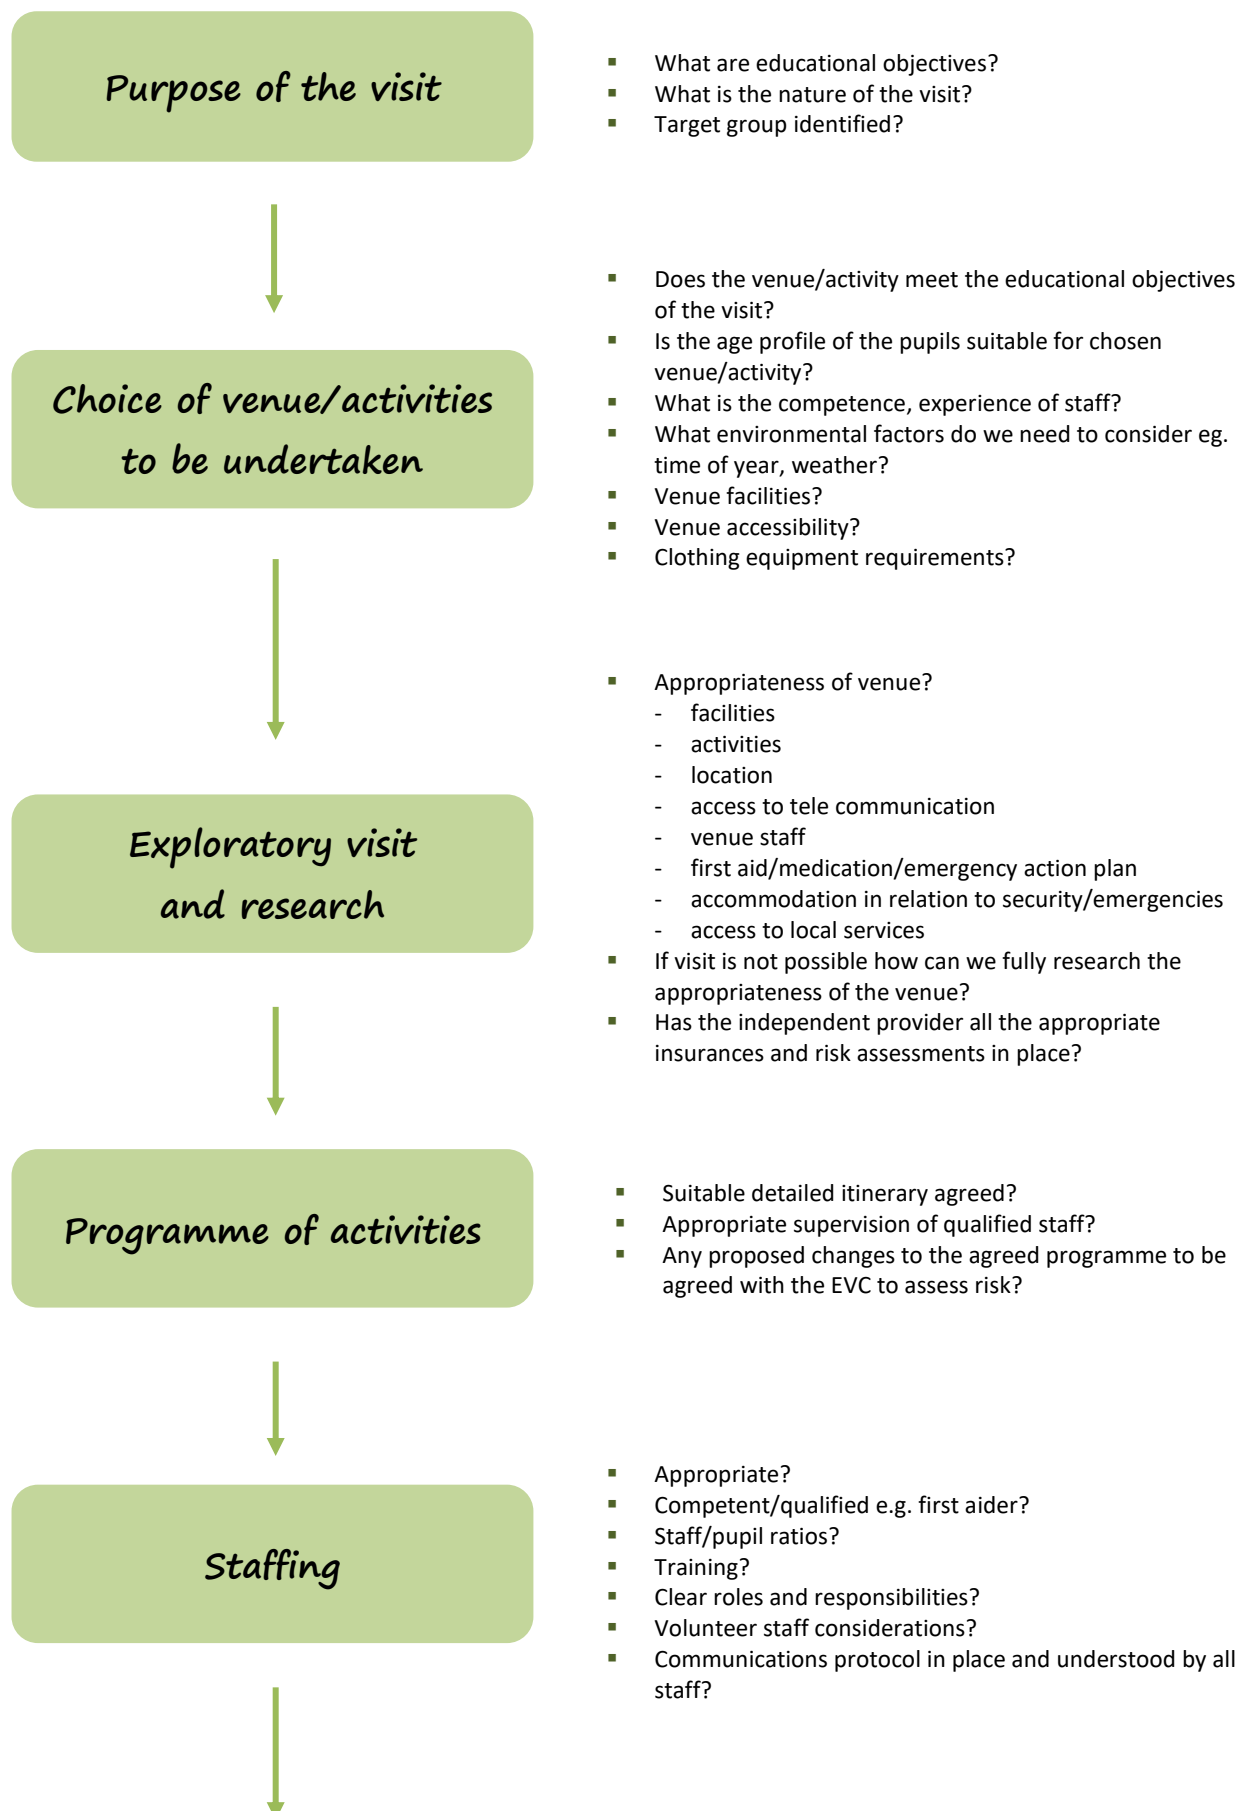 Purpose of the visit
▪ What are educational objectives?
▪ What is the nature of the visit?
▪ Target group identified?
Choice of venue/activities
to be undertaken
▪ Does the venue/activity meet the educational objectives
of the visit?
▪ Is the age profile of the pupils suitable for chosen
venue/activity?
▪ What is the competence, experience of staff?
▪ What environmental factors do we need to consider eg.
time of year, weather?
▪ Venue facilities?
▪ Venue accessibility?
▪ Clothing equipment requirements?
Exploratory visit
and research
▪ Appropriateness of venue?
- facilities
- activities
- location
- access to tele communication
- venue staff
- first aid/medication/emergency action plan
- accommodation in relation to security/emergencies
- access to local services
▪ If visit is not possible how can we fully research the
appropriateness of the venue?
▪ Has the independent provider all the appropriate
insurances and risk assessments in place?
Programme of activities
▪ Suitable detailed itinerary agreed?
▪ Appropriate supervision of qualified staff?
▪ Any proposed changes to the agreed programme to be
agreed with the EVC to assess risk?
Staffing
▪ Appropriate?
▪ Competent/qualified e.g. first aider?
▪ Staff/pupil ratios?
▪ Training?
▪ Clear roles and responsibilities?
▪ Volunteer staff considerations?
▪ Communications protocol in place and understood by all
staff?